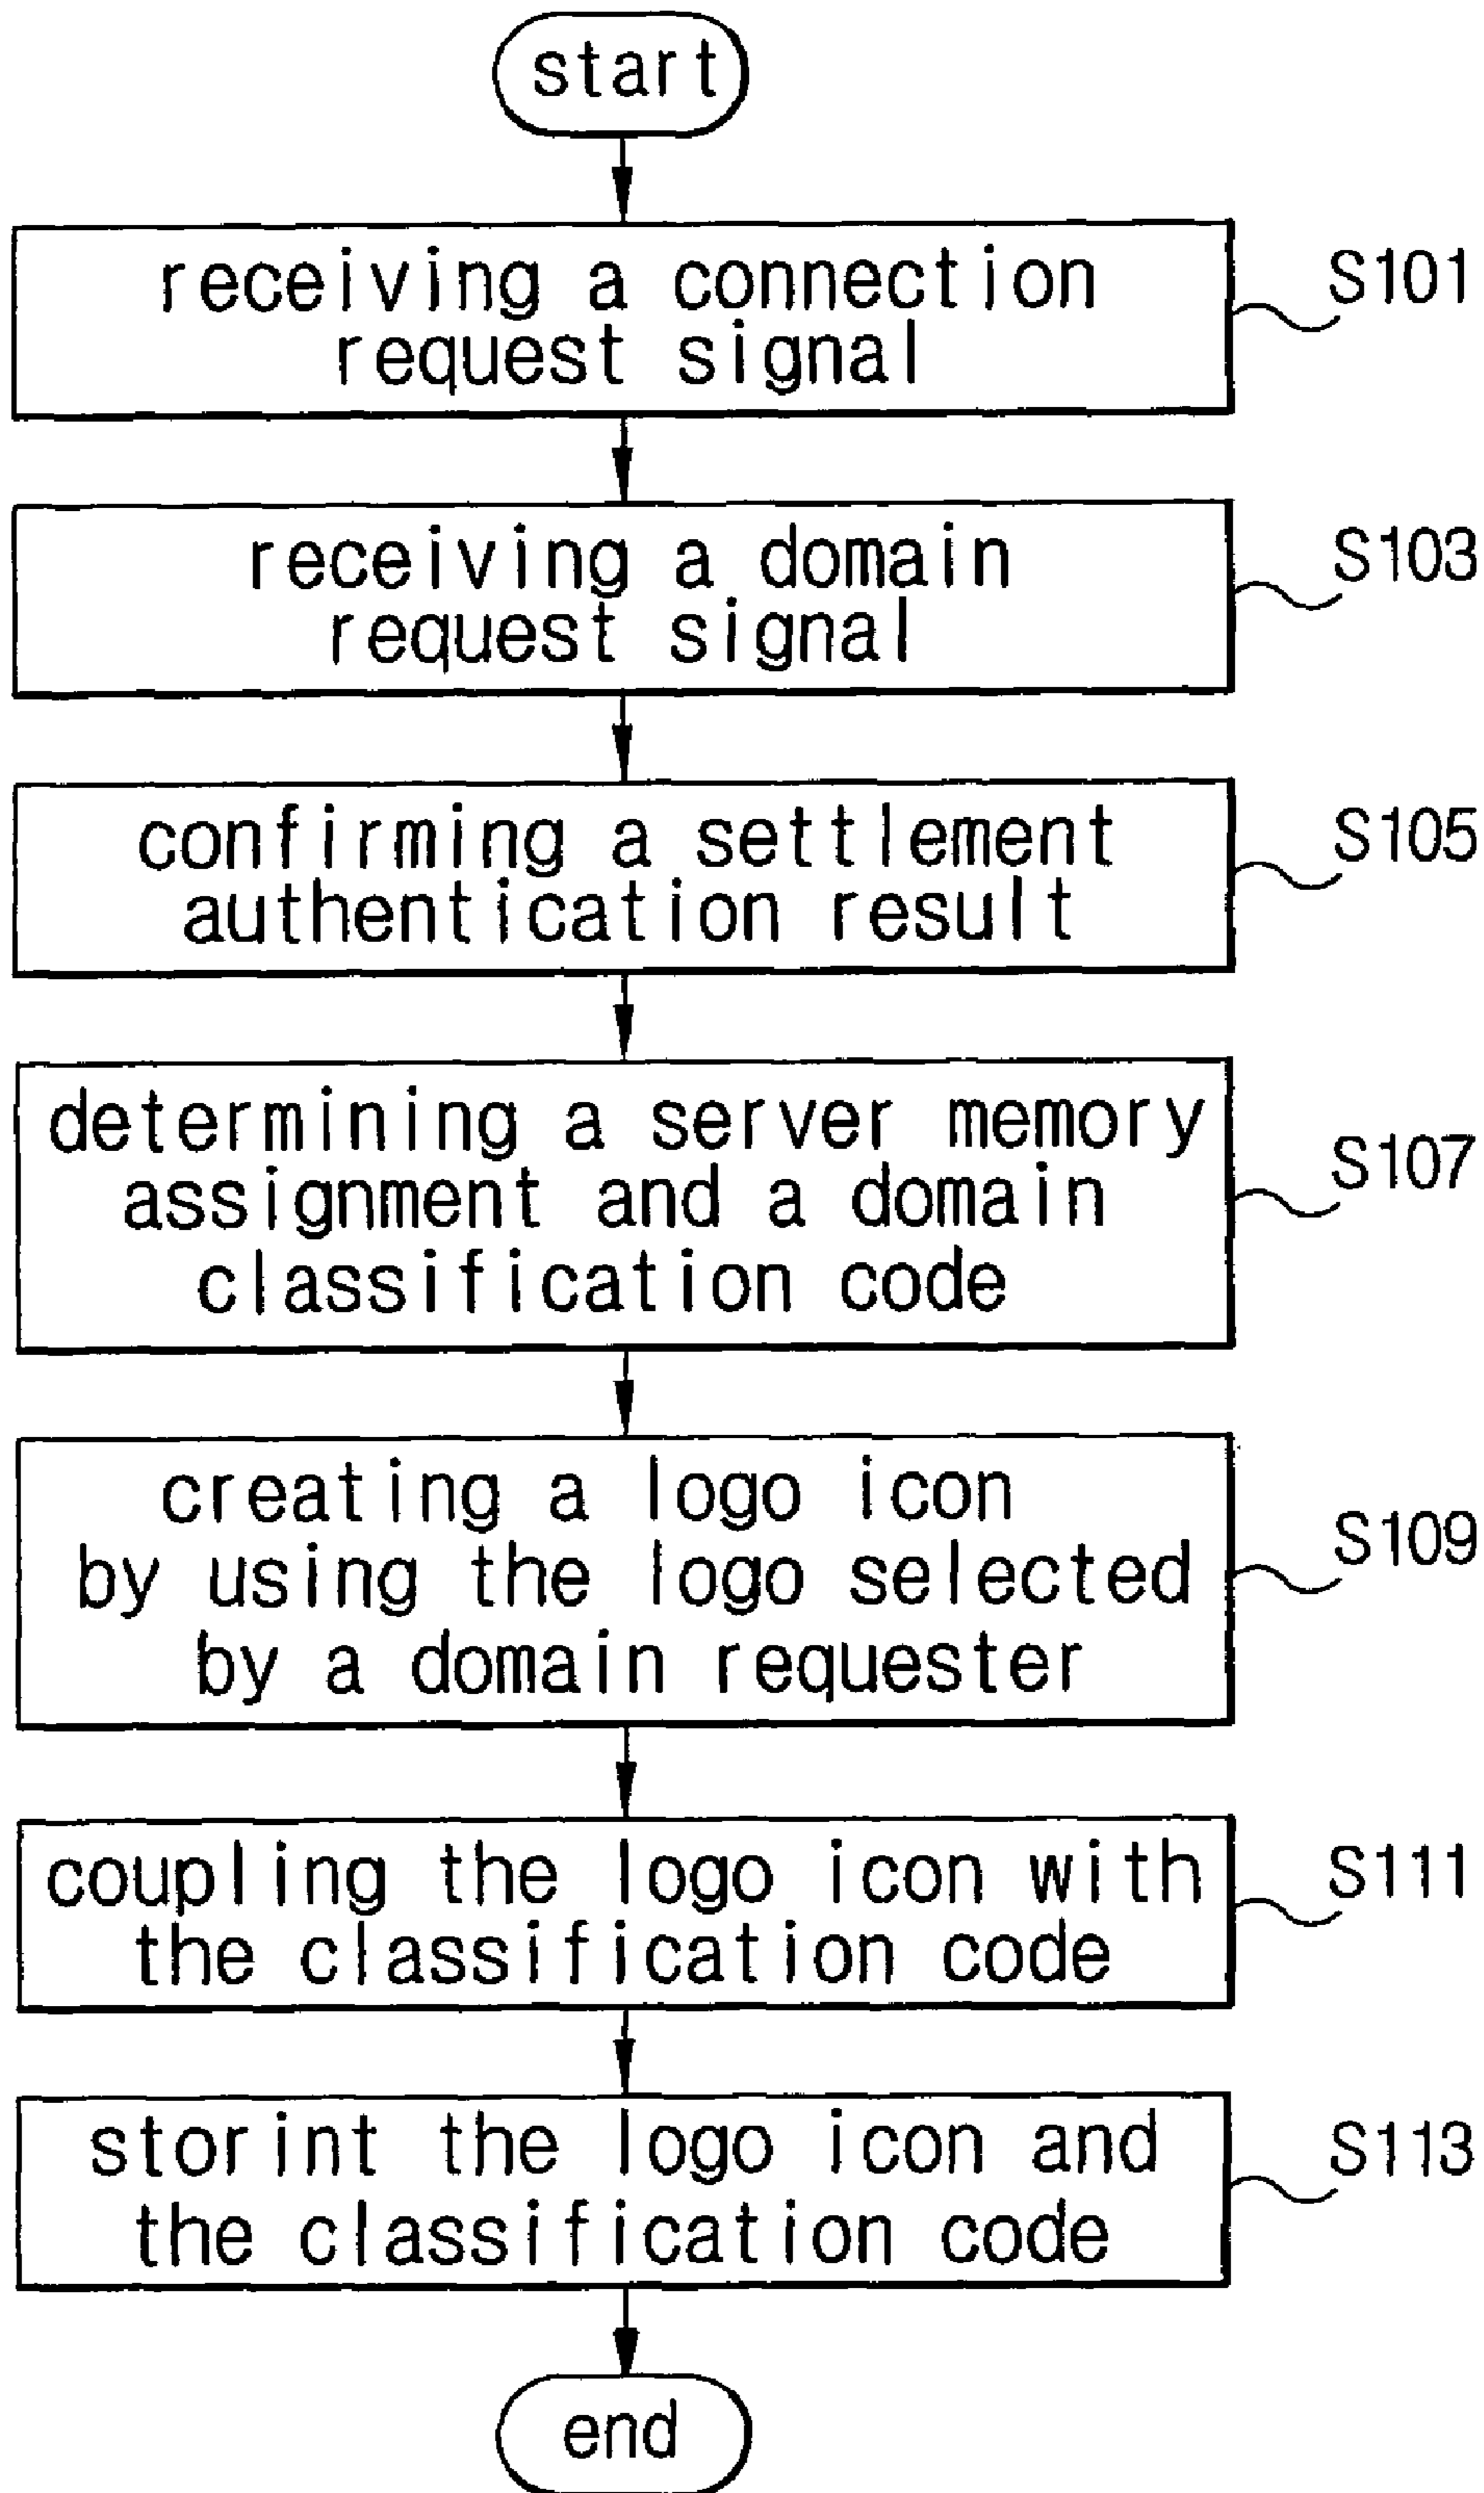 start
receiving a connection
request signal
S101
receiving a domain
request signal
S103
confirming a settlement
authentication result
S105
determining a server memory
assignment and a domain
classification code
S107
creating a logo icon
by using the logo selected
by a domain requester
S109
coupling the logo icon with
the classification code
S111
storint the logo icon and
the classification code
S113
end